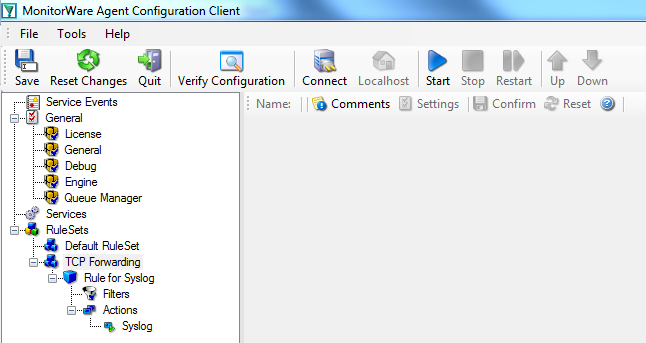 MonitorWare Agent Configuration Client
File Tools Help
Save Reset Changes Quit Verify Configuration Connect Localhost Start Stop Restart Up Down
Name: Comments Settings Confirm Reset
Service Events
General
License
General
Debug
Engine
Queue Manager
Services
RuleSets
Default RuleSet
TCP Forwarding
Rule for Syslog
Filters
Actions
Syslog